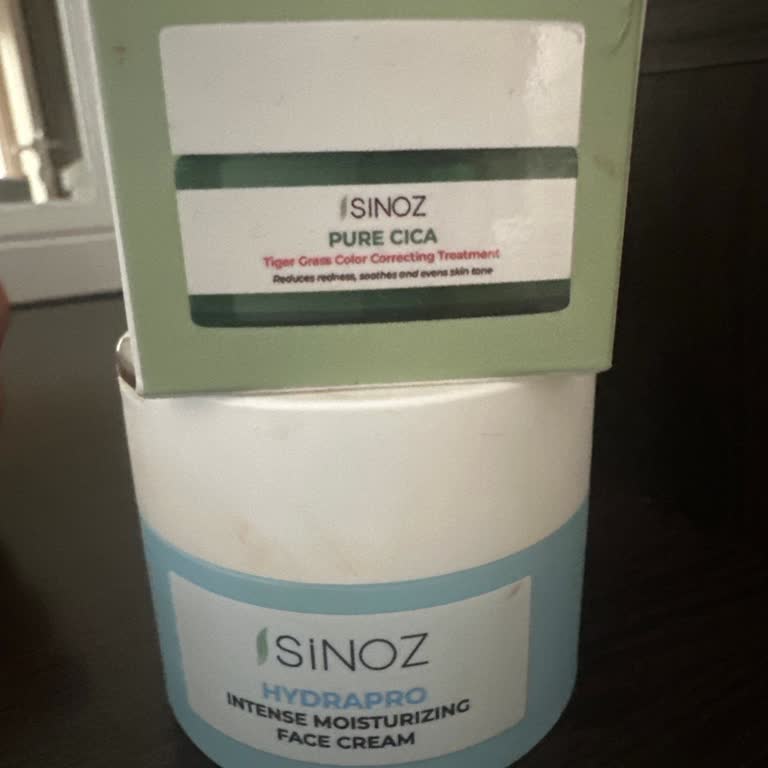 SINOZ
PURE CICA
Tiger Grass Color Correcting Treatment
Reduces redness, soothes and evens skin tone
SiNOZ
HYDRAPRO
INTENSE MOISTURIZING
FACE CREAM